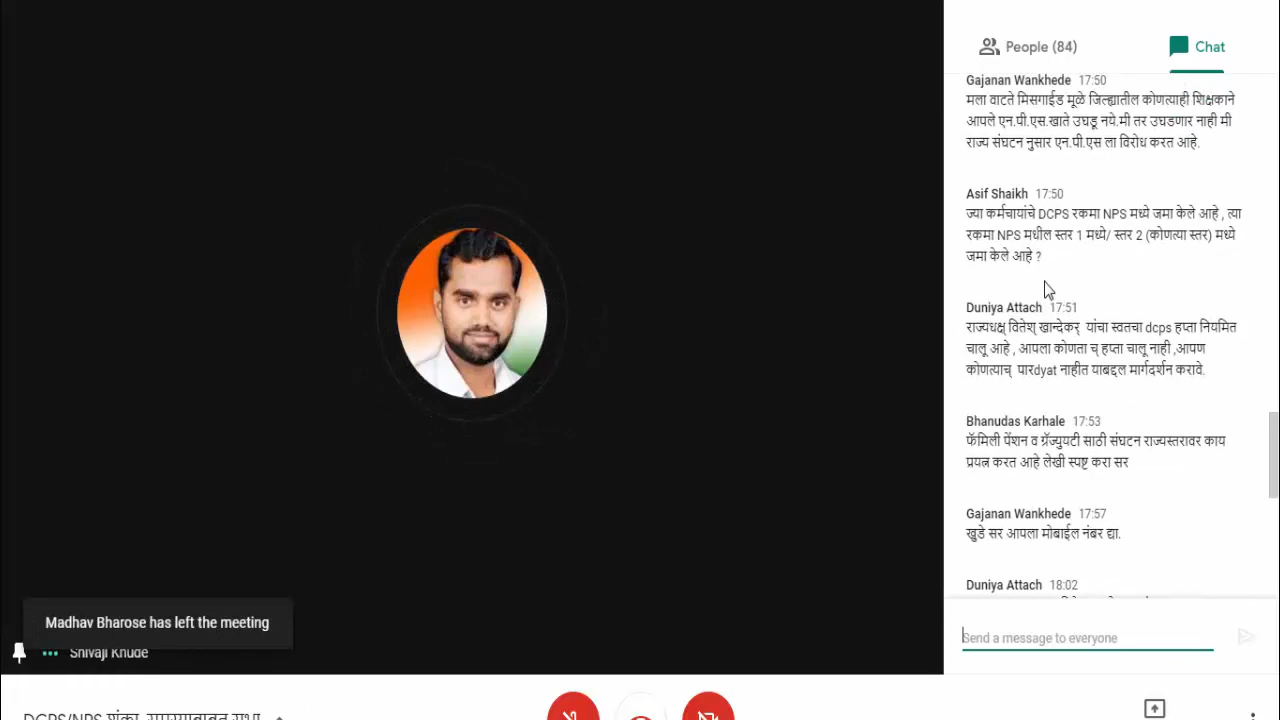 People (84)
Chat
Gajanan Wankhede 17:50
मला वाटते मिसगाईड मूळे जिल्ह्यातील कोणत्याही शिक्षकाने
आपले एन.पी.एस.खाते उघडू नये.मी तर उघडणार नाही मी
राज्य संघटन नुसार एन.पी.एस ला विरोध करत आहे.
Asif Shaikh 17:50
ज्या कर्मचायांचे DCPS रकमा NPS मध्ये जमा केले आहे , त्या
रकमा NPS मधील स्तर 1 मध्ये/ स्तर 2 (कोणत्या स्तर) मध्ये
जमा केले आहे ?
Duniya Attach 17:51
राज्यधक्ष् वितेश् खान्देकर् यांचा स्वतचा dcps हप्ता नियमित
चालू आहे , आपला कोणता च् हप्ता चालू नाही ,आपण
कोणत्याच् पारdyat नाहीत याबद्दल मार्गदर्शन करावे.
Bhanudas Karhale 17:53
फॅमिली पेंशन व ग्रॅज्युयटी साठी संघटन राज्यस्तरावर काय
प्रयत्न करत आहे लेखी स्पष्ट करा सर
Gajanan Wankhede 17:57
खुडे सर आपला मोबाईल नंबर द्या.
Duniya Attach 18:02
Send a message to everyone
Madhav Bharose has left the meeting
Shivaji Khude
DCPS/NPS शंका